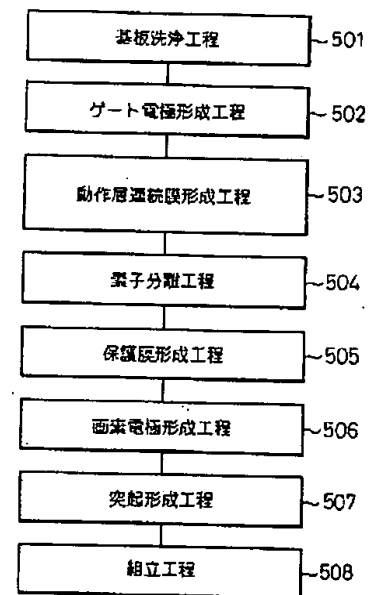 基板洗浄工程 501
ゲート電極形成工程 502
動作層連続膜形成工程 503
素子分離工程 504
保護膜形成工程 505
画素電極形成工程 506
突起形成工程 507
組立工程 508